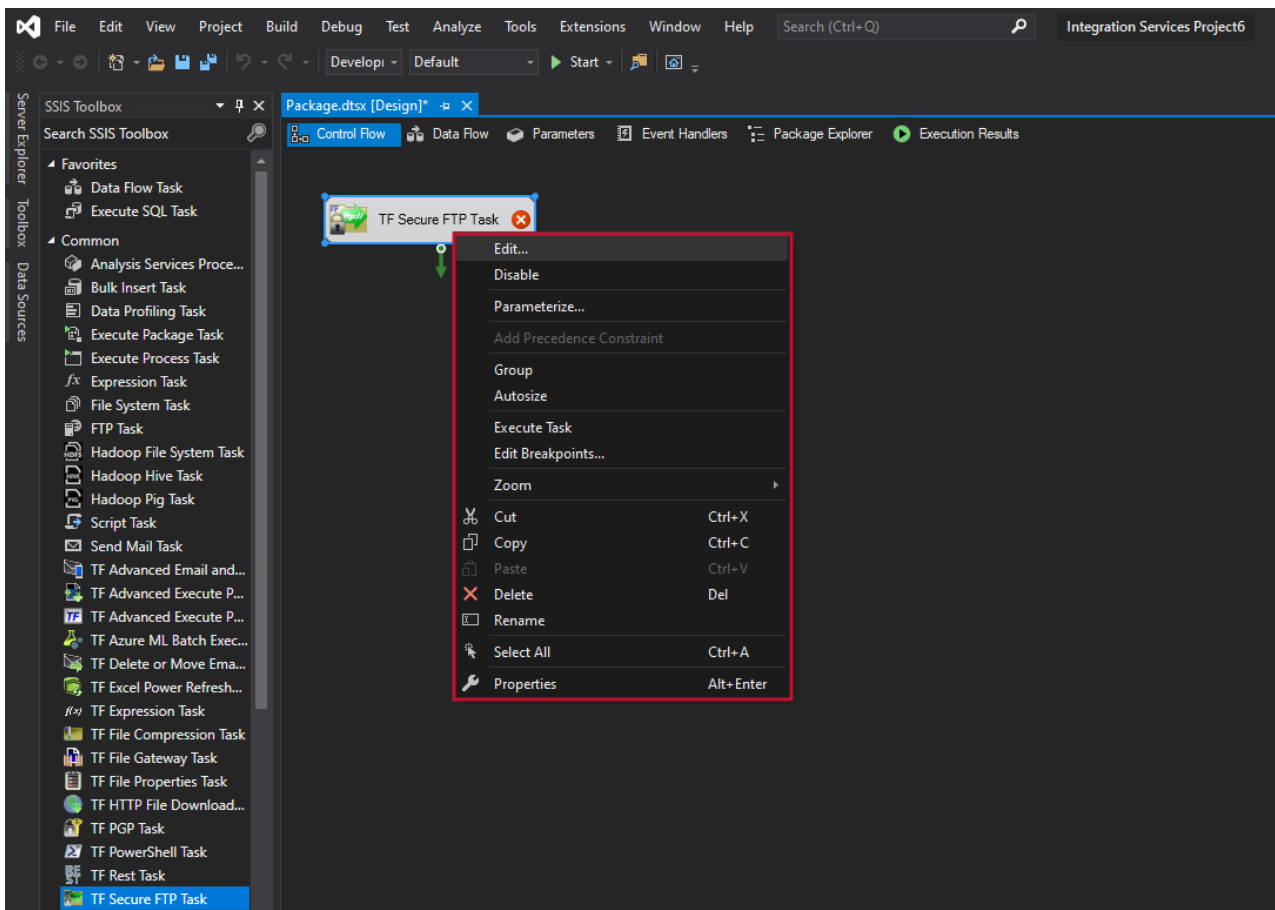 File Edit View Project Build Debug Test Analyze Tools Extensions Window Help Search (Ctrl+Q) Integration Services Project6
Developi Default Start
Server Explorer
Toolbox
Data Sources
SSIS Toolbox
Search SSIS Toolbox
Favorites
Data Flow Task
Execute SQL Task
Common
Analysis Services Proce...
Bulk Insert Task
Data Profiling Task
Execute Package Task
Execute Process Task
fx Expression Task
File System Task
FTP Task
Hadoop File System Task
Hadoop Hive Task
Hadoop Pig Task
Script Task
Send Mail Task
TF Advanced Email and...
TF Advanced Execute P...
TF TF Advanced Execute P...
TF Azure ML Batch Exec...
TF Delete or Move Ema...
TF Excel Power Refresh...
f(x) TF Expression Task
TF File Compression Task
TF File Gateway Task
TF File Properties Task
TF HTTP File Download...
TF PGP Task
TF PowerShell Task
TF Rest Task
TF Secure FTP Task
Package.dtsx [Design]*
Control Flow Data Flow Parameters Event Handlers Package Explorer Execution Results
TF Secure FTP Task
Edit...
Disable
Parameterize...
Add Precedence Constraint
Group
Autosize
Execute Task
Edit Breakpoints...
Zoom
Cut Ctrl+X
Copy Ctrl+C
Paste Ctrl+V
Delete Del
Rename
Select All Ctrl+A
Properties Alt+Enter